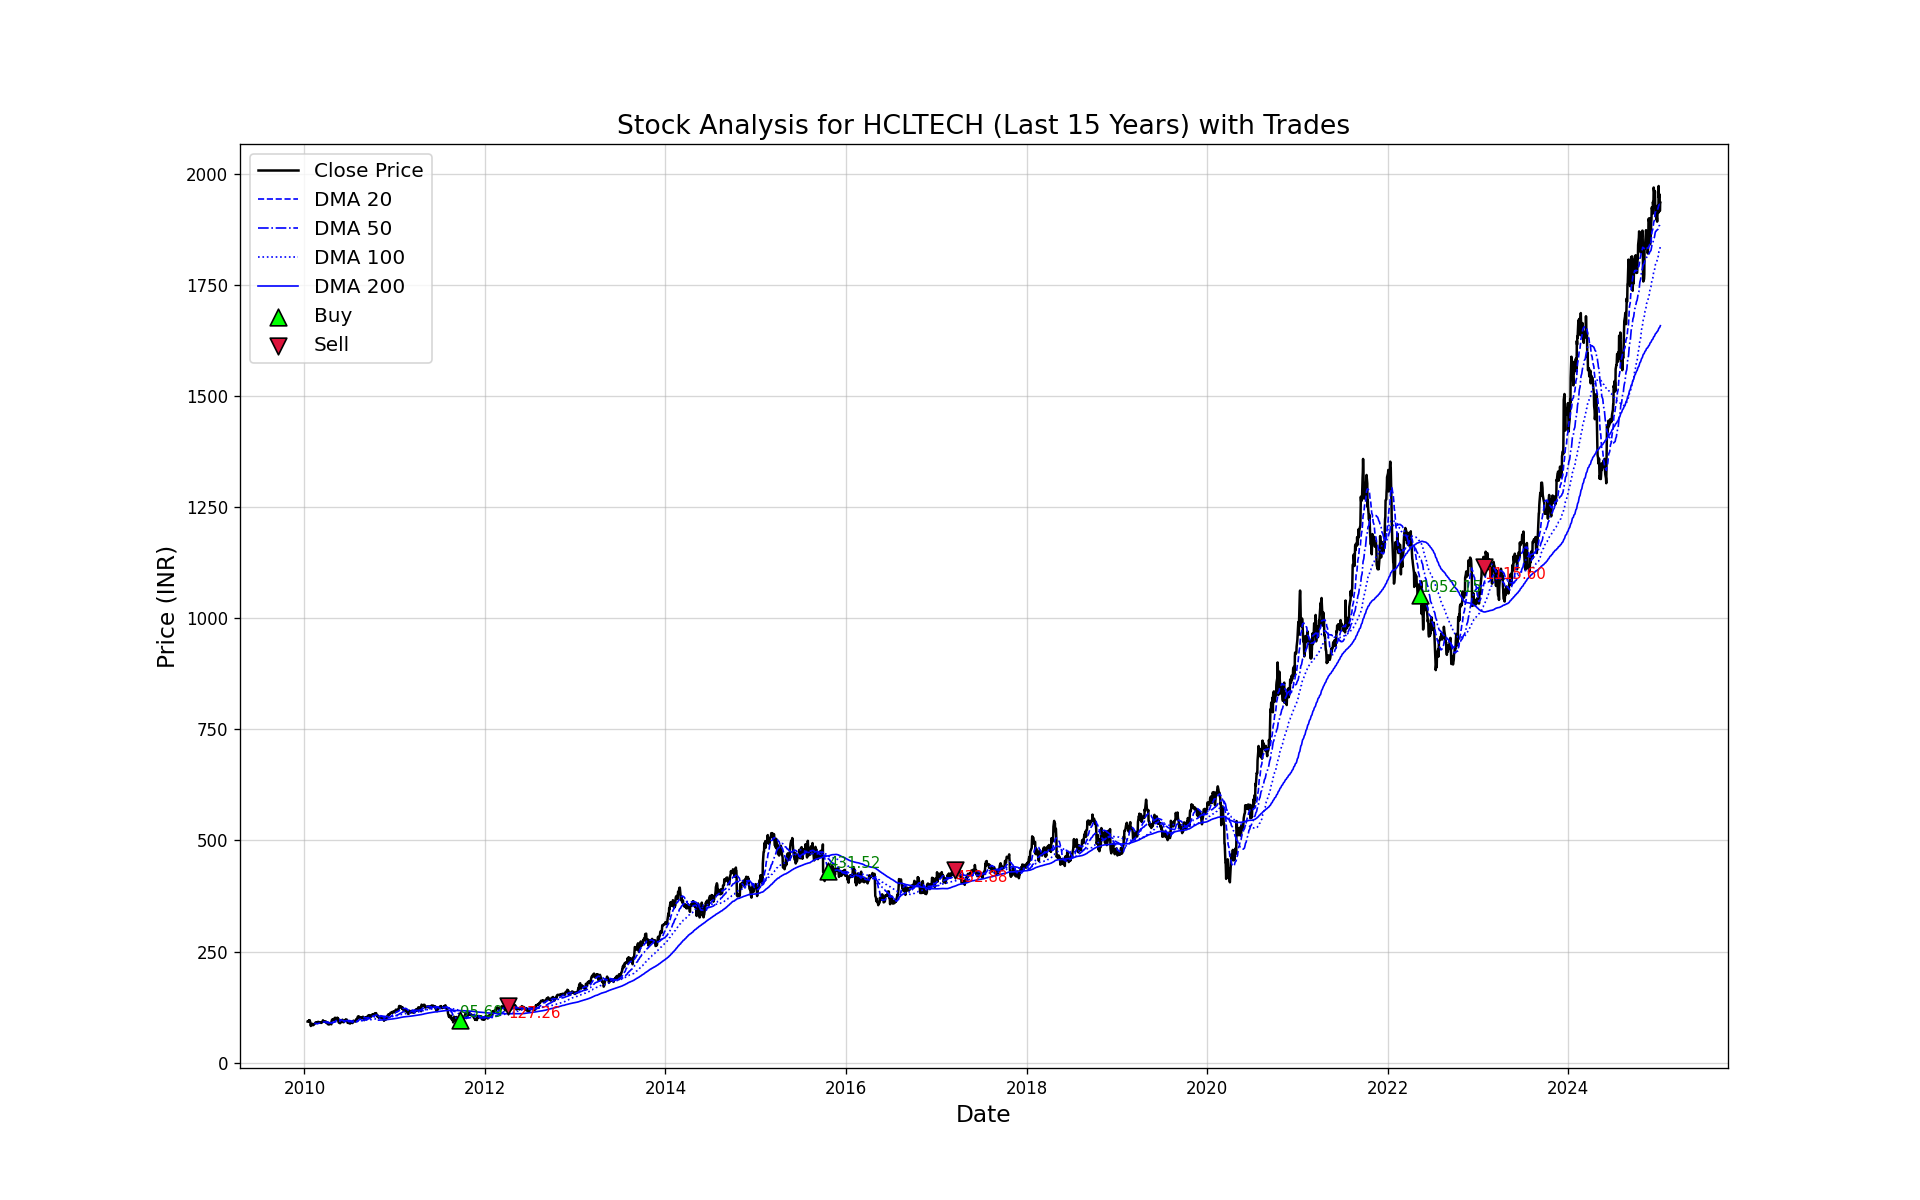 Stock Analysis for HCLTECH (Last 15 Years) with Trades
Close Price
DMA 20
DMA 50
DMA 100
DMA 200
Buy
Sell
Price (INR)
2000
1750
1500
1250
1000
750
500
250
0
431.52
127.26
2010
2012
2014
2016
2018
2020
2022
2024
Date